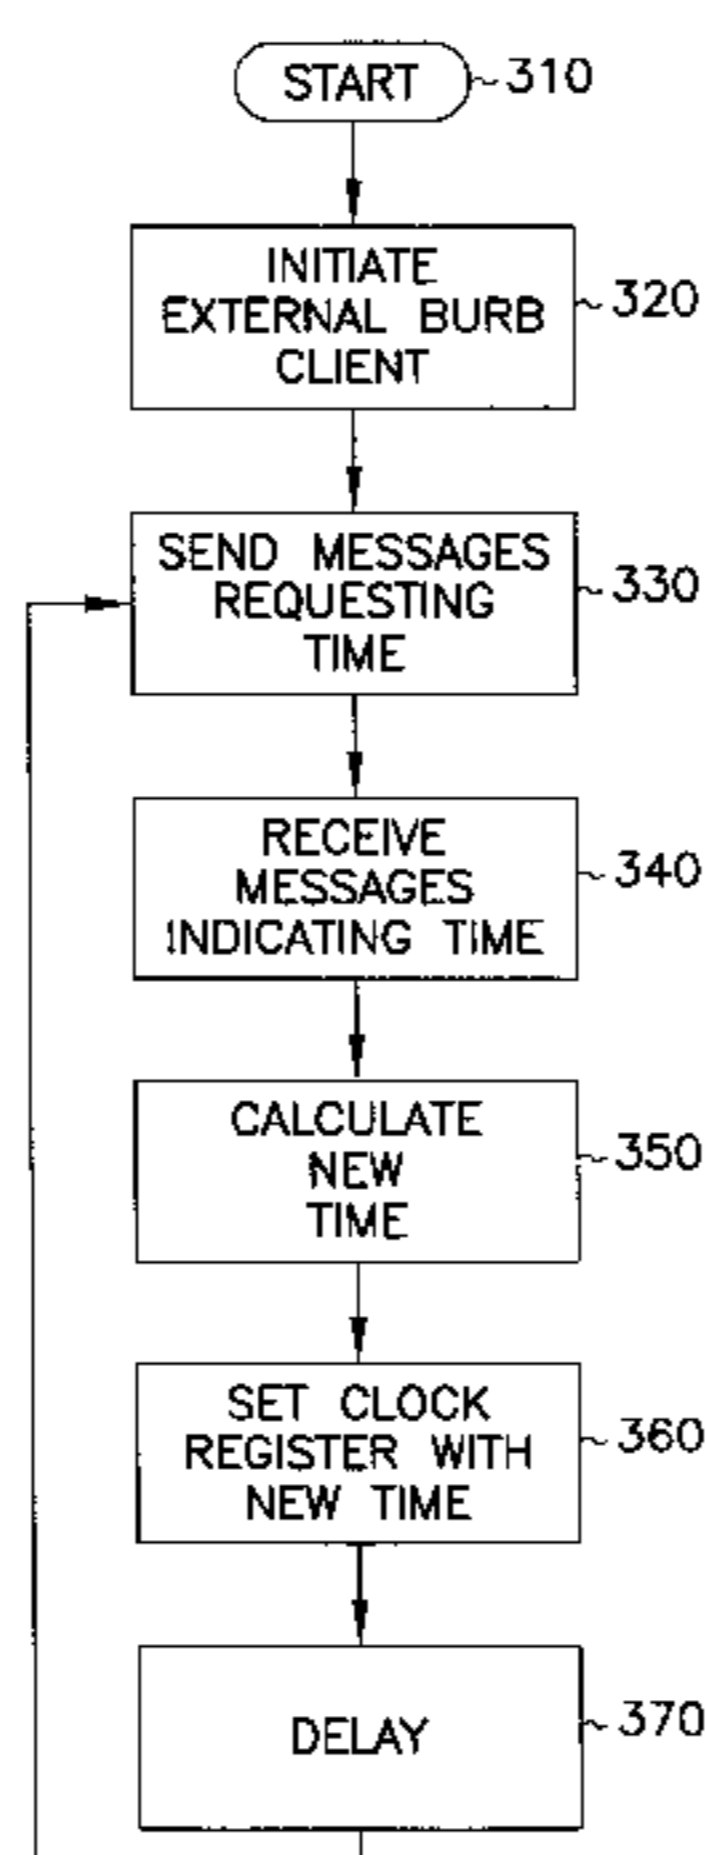 START
310
INITIATE
EXTERNAL BURB
CLIENT
320
SEND MESSAGES
REQUESTING
TIME
330
RECEIVE
MESSAGES
INDICATING TIME
340
CALCULATE
NEW
TIME
350
SET CLOCK
REGISTER WITH
NEW TIME
360
DELAY
370